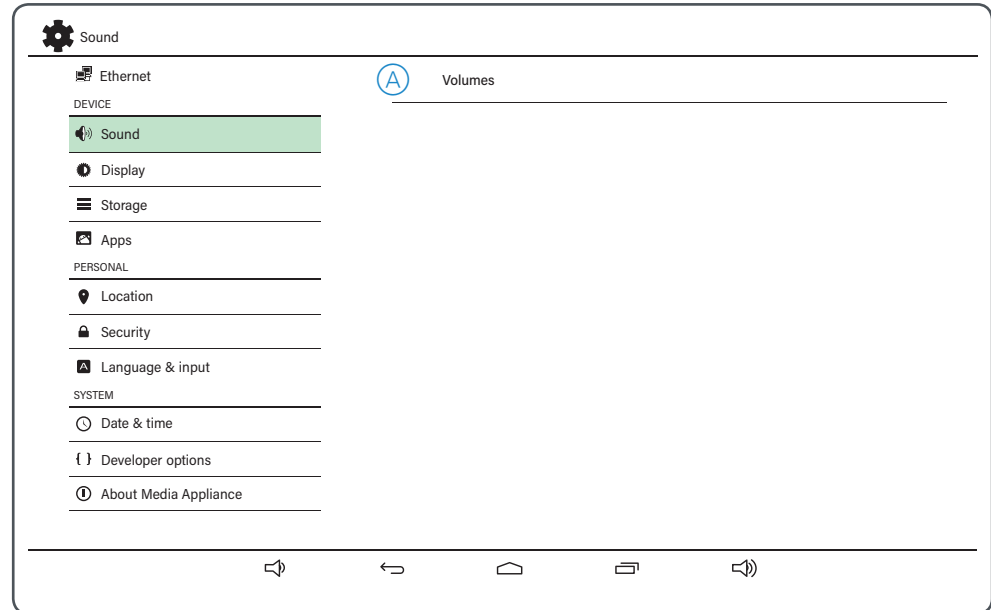 Sound
Ethernet
DEVICE
Sound
Display
Storage
Apps
PERSONAL
Location
Security
A Language & input
SYSTEM
Date & time
{ } Developer options
About Media Appliance
A Volumes